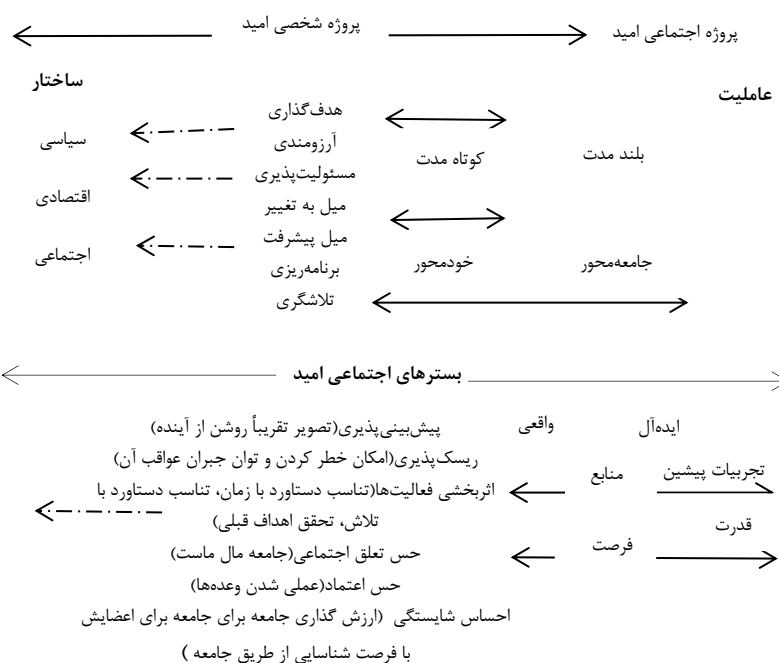 پروژه اجتماعی امید
پروژه شخصی امید
عاملیت
ساختار
هدف‌گذاری
آرزومندی
مسئولیت‌پذیری
میل به تغییر
میل پیشرفت
برنامه‌ریزی
تلاشگری
بلند مدت
کوتاه مدت
جامعه‌محور
خودمحور
سیاسی
اقتصادی
اجتماعی
بسترهای اجتماعی امید
ایده‌آل
واقعی
تجربیات پیشین
منابع
قدرت
فرصت
پیش‌بینی‌پذیری(تصویر تقریباً روشن از آینده)
ریسک‌پذیری(امکان خطر کردن و توان جبران عواقب آن)
اثربخشی فعالیت‌ها(تناسب دستاورد با زمان، تناسب دستاورد با
تلاش، تحقق اهداف قبلی)
حس تعلق اجتماعی(جامعه مال ماست)
حس اعتماد(عملی شدن وعده‌ها)
احساس شایستگی (ارزش گذاری جامعه برای جامعه برای اعضایش
با فرصت شناسایی از طریق جامعه )